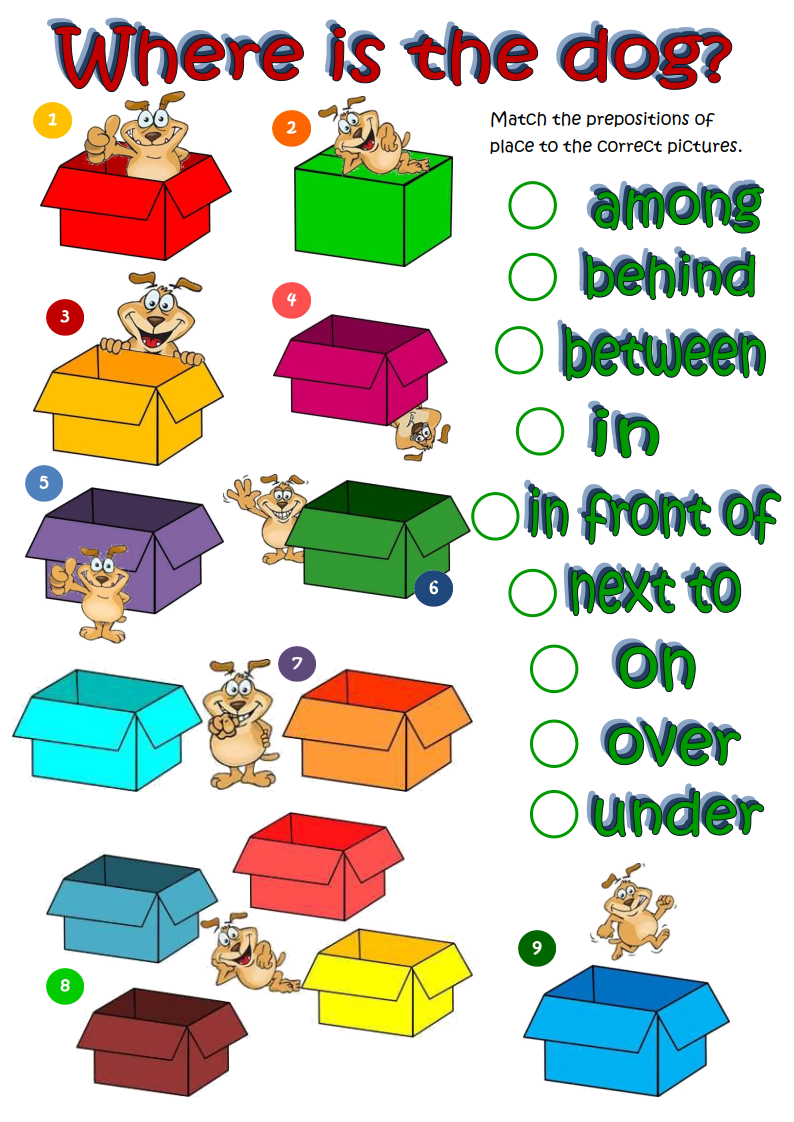 Where is the dog?
1
2
Match the prepositions of
place to the correct pictures.
among
behind
3
4
between
in
5
in front of
6
next to
7
on
over
under
8
9